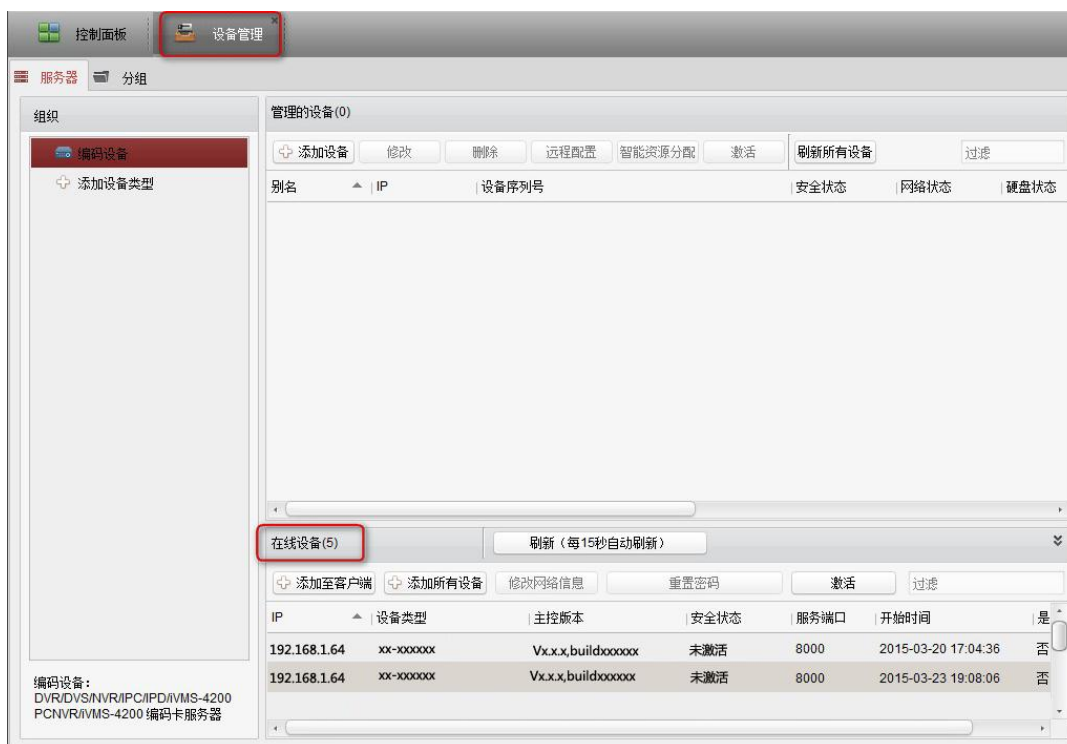 控制面板 设备管理
服务器 分组
组织
编码设备
添加设备类型
管理的设备(0)
添加设备 修改 删除 远程配置 智能资源分配 激活 刷新所有设备 过滤
别名 IP 设备序列号 安全状态 网络状态 硬盘状态
在线设备(5) 刷新（每15秒自动刷新）
添加至客户端 添加所有设备 修改网络信息 重置密码 激活 过滤
IP 设备类型 主控版本 安全状态 服务端口 开始时间 是
192.168.1.64 xx-xxxxxx Vx.x.x,buildxxxxxx 未激活 8000 2015-03-20 17:04:36 否
192.168.1.64 xx-xxxxxx Vx.x.x,buildxxxxxx 未激活 8000 2015-03-23 19:08:06 否
编码设备：
DVR/DVS/NVR/IPC/IPD/iVMS-4200
PCNVR/iVMS-4200 编码卡服务器